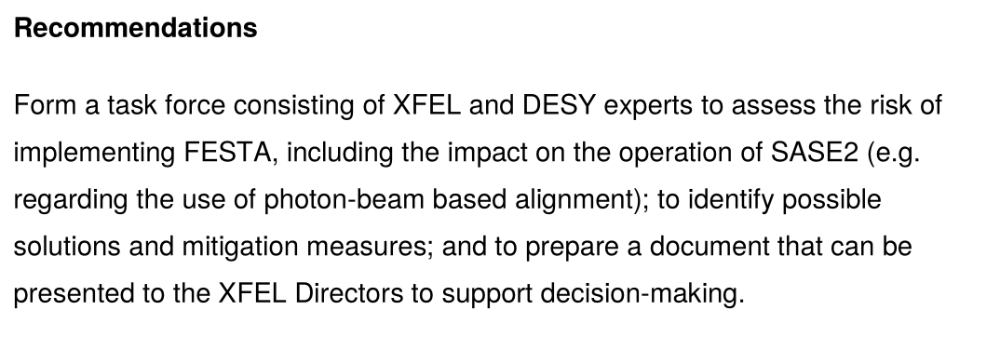 Recommendations
Form a task force consisting of XFEL and DESY experts to assess the risk of
implementing FESTA, including the impact on the operation of SASE2 (e.g.
regarding the use of photon-beam based alignment); to identify possible
solutions and mitigation measures; and to prepare a document that can be
presented to the XFEL Directors to support decision-making.